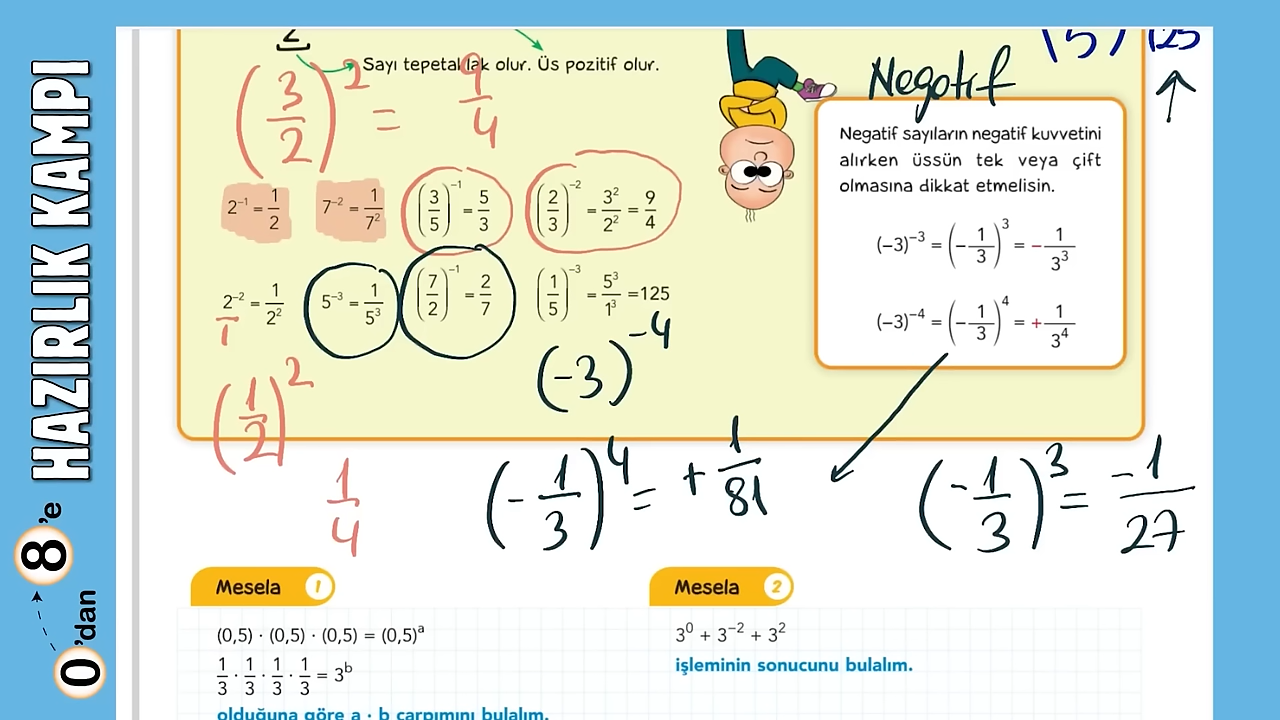 0'dan 8'e HAZIRLIK KAMPI
Sayı tepetaklak olur. Üs pozitif olur.
(3/2)² = 9/4
2⁻¹ = 1/2
7⁻² = 1/7²
(3/5)⁻¹ = 5/3
(2/3)⁻² = 3²/2² = 9/4
2⁻² = 1/2²
1
5⁻³ = 1/5³
(7/2)⁻¹ = 2/7
(1/5)⁻³ = 5³/1³ =125
(1/2)²
1/4
(-3)⁻⁴
(-1/3)⁴ = +1/81
(5) 125
Negatif
Negatif sayıların negatif kuvvetini
alırken üssün tek veya çift
olmasına dikkat etmelisin.
(−3)⁻³ = (−1/3)³ = −1/3³
(−3)⁻⁴ = (−1/3)⁴ = +1/3⁴
(-1/3)³ = -1/27
Mesela 1
(0,5) · (0,5) · (0,5) = (0,5)ᵃ
1/3 · 1/3 · 1/3 · 1/3 = 3ᵇ
olduğuna göre a · b çarpımını bulalım.
Mesela 2
3⁰ + 3⁻² + 3²
işleminin sonucunu bulalım.